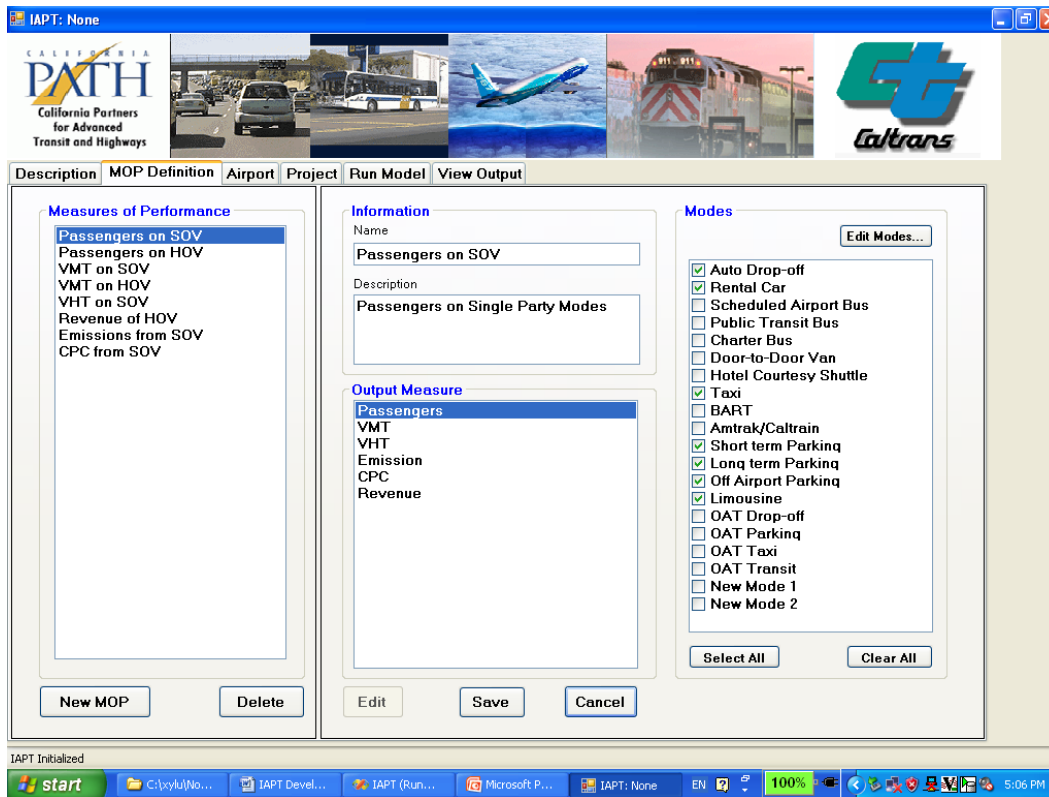 IAPT: None
CALIFORNIA
PATH
California Partners
for Advanced
Transit and Highways
911 911
Caltrans
Description MOP Definition Airport Project Run Model View Output
Measures of Performance
Passengers on SOV
Passengers on HOV
VMT on SOV
VMT on HOV
VHT on SOV
Revenue of HOV
Emissions from SOV
CPC from SOV
New MOP Delete
Information
Name
Passengers on SOV
Description
Passengers on Single Party Modes
Output Measure
Passengers
VMT
VHT
Emission
CPC
Revenue
Edit Save Cancel
Modes
Edit Modes...
Auto Drop-off
Rental Car
Scheduled Airport Bus
Public Transit Bus
Charter Bus
Door-to-Door Van
Hotel Courtesy Shuttle
Taxi
BART
Amtrak/Caltrain
Short term Parking
Long term Parking
Off Airport Parking
Limousine
OAT Drop-off
OAT Parking
OAT Taxi
OAT Transit
New Mode 1
New Mode 2
Select All Clear All
IAPT Initialized
start C:\xylu\No... IAPT Devel... IAPT (Run... Microsoft P... IAPT: None EN 100% 5:06 PM